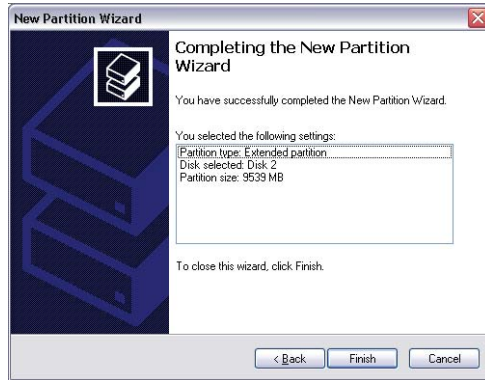 New Partition Wizard
Completing the New Partition
Wizard
You have successfully completed the New Partition Wizard.
You selected the following settings:
Partition type: Extended partition
Disk selected: Disk 2
Partition size: 9539 MB
To close this wizard, click Finish.
< Back Finish Cancel